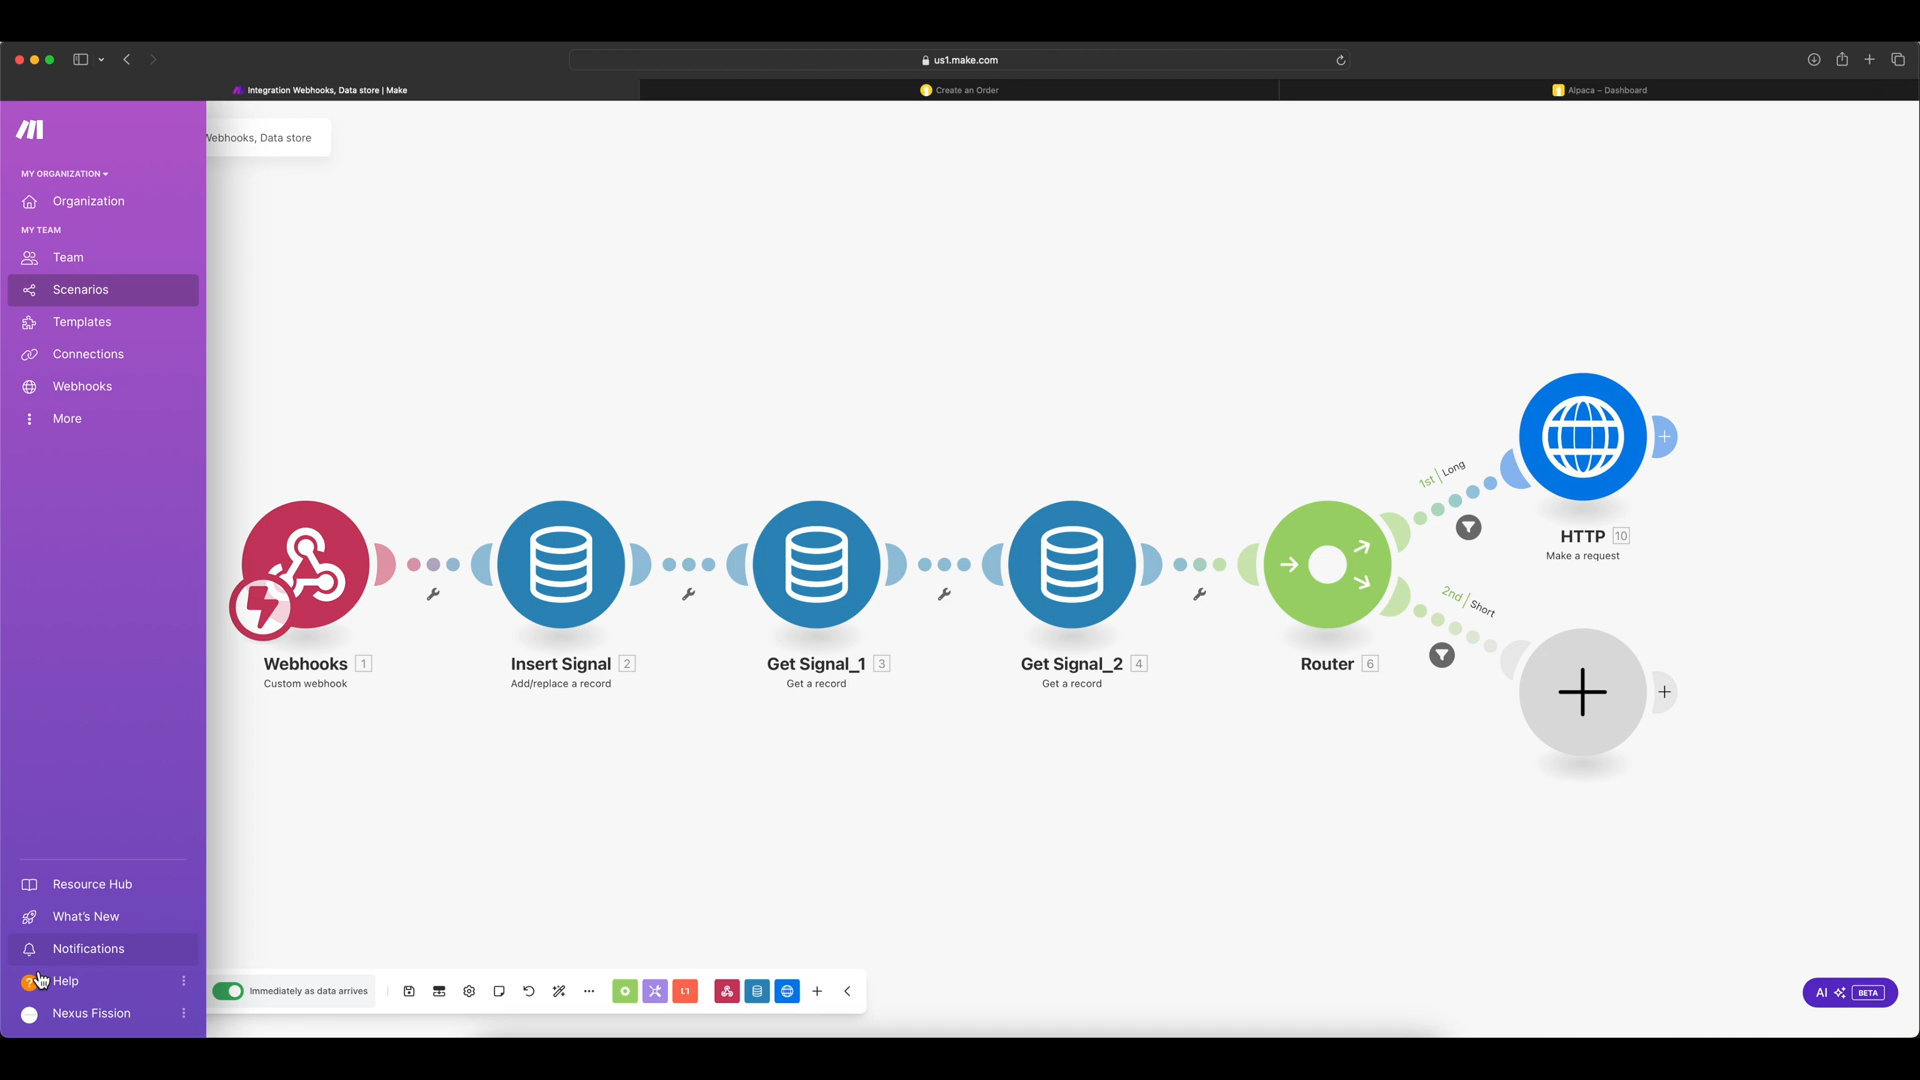 us1.make.com
Integration Webhooks, Data store | Make
Create an Order
Alpaca – Dashboard
Webhooks, Data store
MY ORGANIZATION
Organization
MY TEAM
Team
Scenarios
Templates
Connections
Webhooks
More
Resource Hub
What's New
Notifications
Help
Nexus Fission
Webhooks 1
Custom webhook
Insert Signal 2
Add/replace a record
Get Signal_1 3
Get a record
Get Signal_2 4
Get a record
Router 6
1st | Long
2nd | Short
HTTP 10
Make a request
Immediately as data arrives
AI BETA